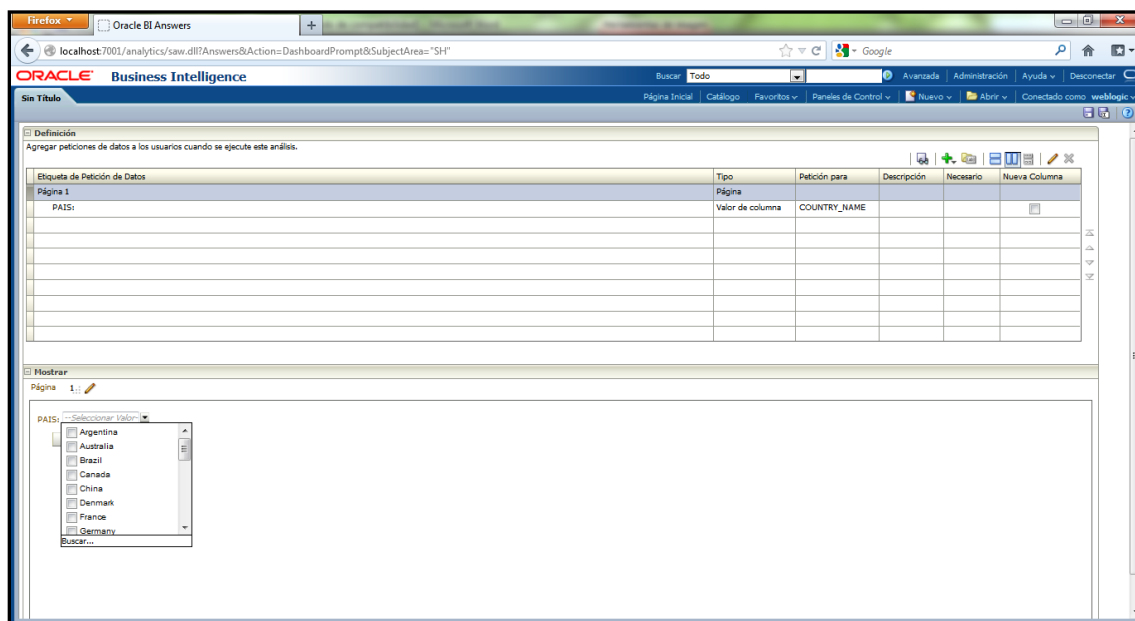 Firefox
Oracle BI Answers
localhost:7001/analytics/saw.dll?Answers&Action=DashboardPrompt&SubjectArea="SH"
Google
ORACLE Business Intelligence
Buscar Todo Avanzada Administración Ayuda Desconectar
Sin Título
Página Inicial Catálogo Favoritos Paneles de Control Nuevo Abrir Conectado como weblogic
Definición
Agregar peticiones de datos a los usuarios cuando se ejecute este análisis.
Etiqueta de Petición de Datos Tipo Petición para Descripción Necesario Nueva Columna
Página 1 Página
PAIS: Valor de columna COUNTRY_NAME
Mostrar
Página 1
PAIS: --Seleccionar Valor--
Argentina
Australia
Brazil
Canada
China
Denmark
France
Germany
Buscar...